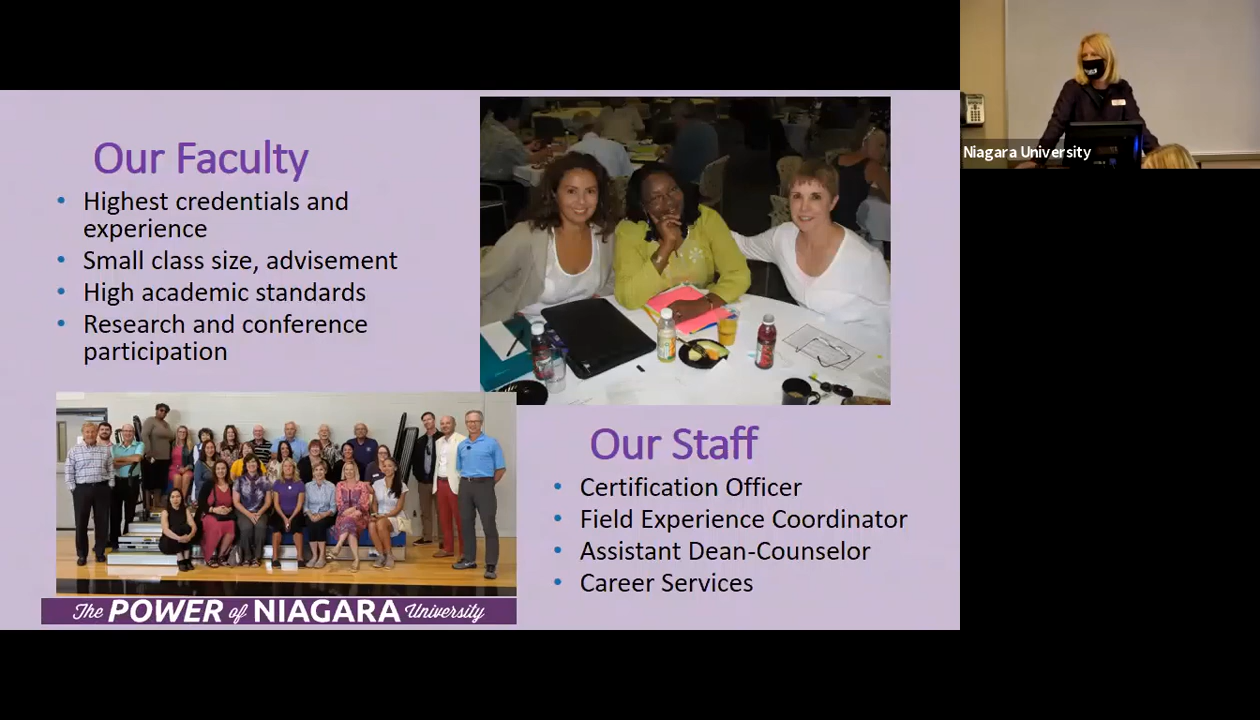 Our Faculty
• Highest credentials and
experience
• Small class size, advisement
• High academic standards
• Research and conference
participation
The POWER of NIAGARA University
Our Staff
• Certification Officer
• Field Experience Coordinator
• Assistant Dean-Counselor
• Career Services
Niagara University